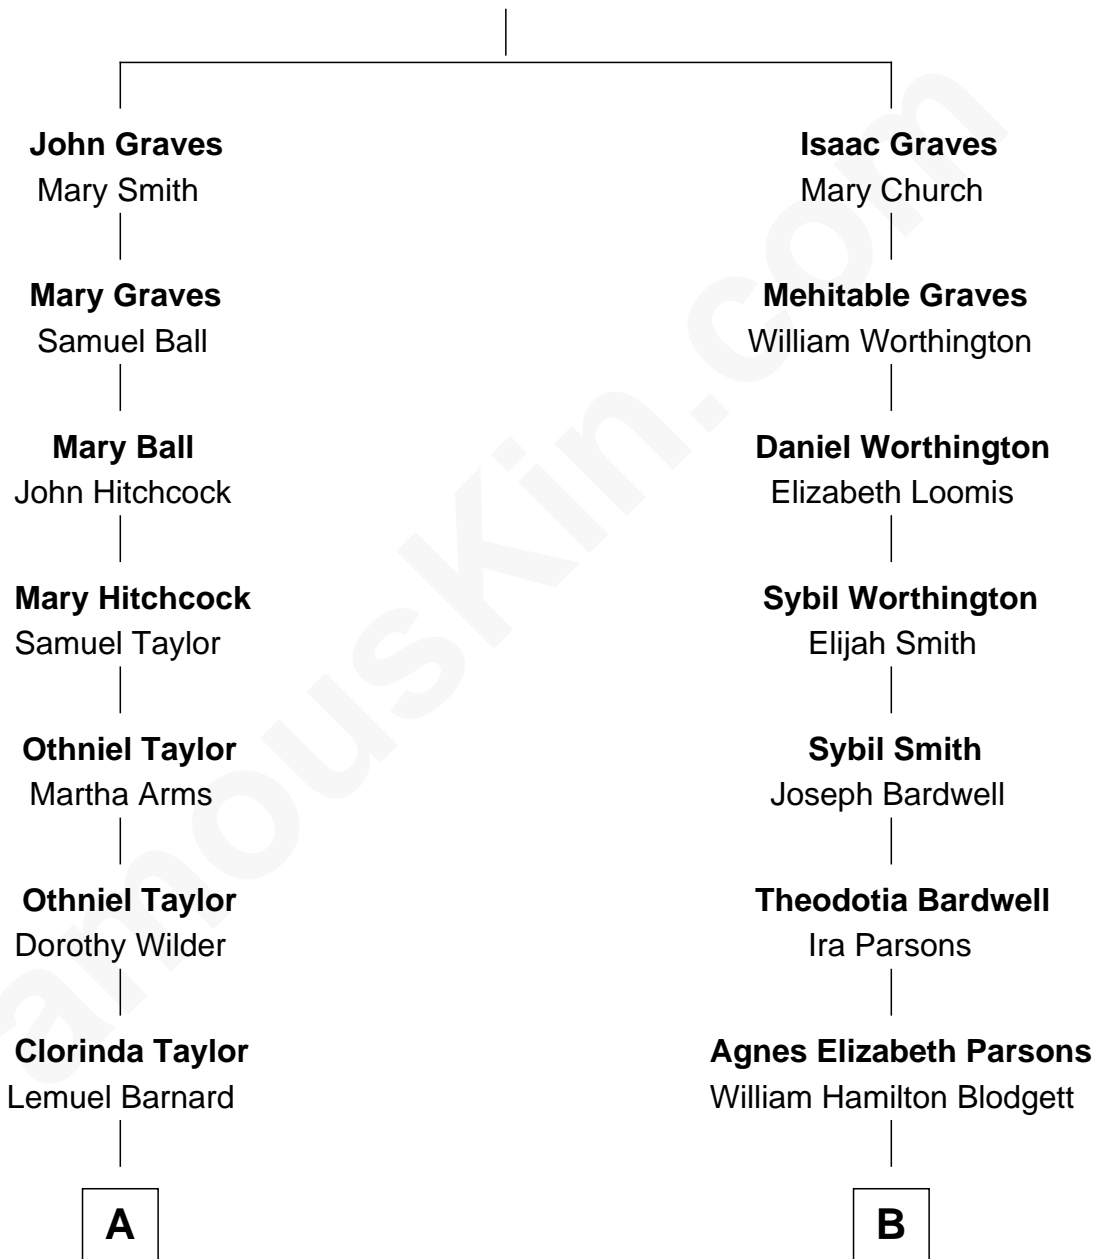 John Graves
Mary Smith
Isaac Graves
Mary Church
Mary Graves
Samuel Ball
Mehitable Graves
William Worthington
Mary Ball
John Hitchcock
Daniel Worthington
Elizabeth Loomis
Mary Hitchcock
Samuel Taylor
Sybil Worthington
Elijah Smith
Othniel Taylor
Martha Arms
Sybil Smith
Joseph Bardwell
Othniel Taylor
Dorothy Wilder
Theodotia Bardwell
Ira Parsons
Clorinda Taylor
Lemuel Barnard
Agnes Elizabeth Parsons
William Hamilton Blodgett
A
B
amousKin.com